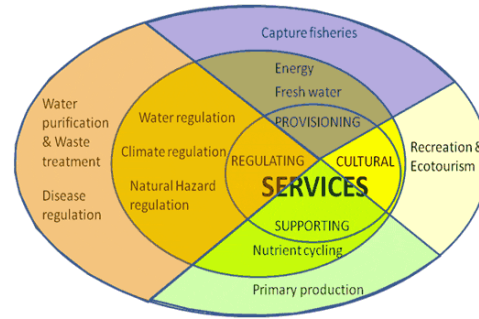 Capture fisheries
Energy
Fresh water
PROVISIONING
Water
purification
& Waste
treatment
Disease
regulation
Water regulation
Climate regulation
Natural Hazard
regulation
REGULATING
CULTURAL
Recreation &
Ecotourism
SERVICES
SUPPORTING
Nutrient cycling
Primary production